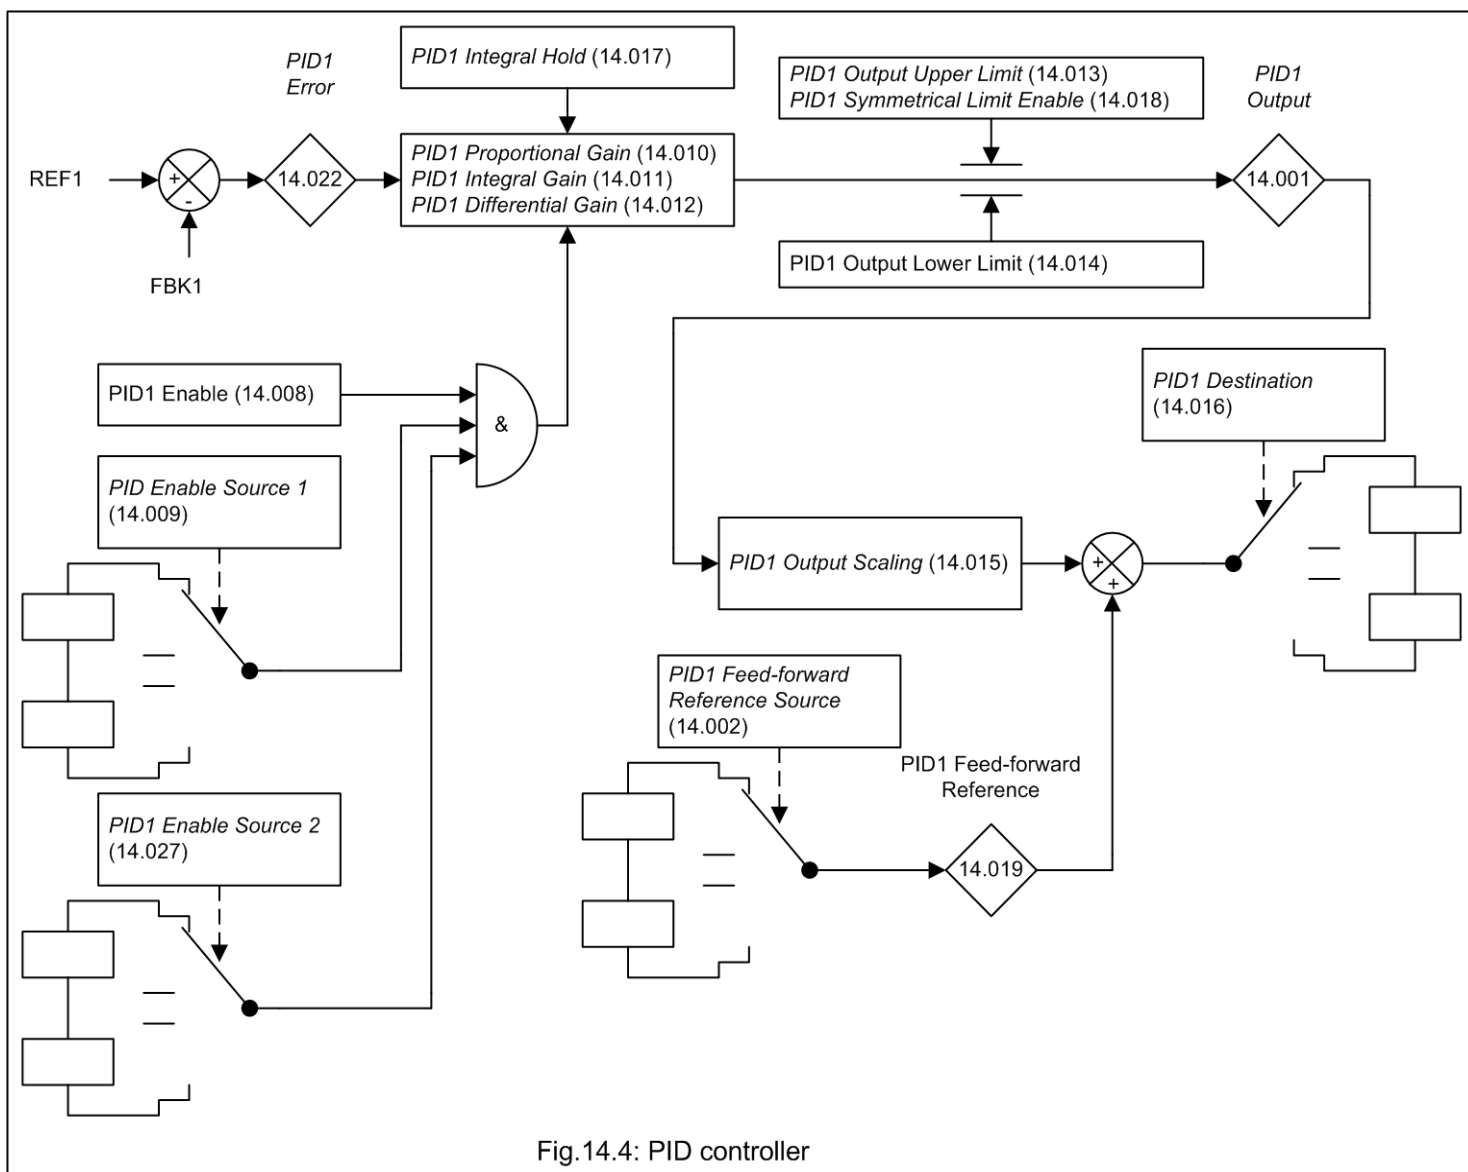 PID1
Error
PID1 Integral Hold (14.017)
PID1 Output Upper Limit (14.013)
PID1 Symmetrical Limit Enable (14.018)
PID1
Output
REF1
+
-
14.022
PID1 Proportional Gain (14.010)
PID1 Integral Gain (14.011)
PID1 Differential Gain (14.012)
14.001
FBK1
PID1 Output Lower Limit (14.014)
PID1 Enable (14.008)
&
PID1 Destination
(14.016)
PID Enable Source 1
(14.009)
PID1 Output Scaling (14.015)
+
+
PID1 Feed-forward
Reference Source
(14.002)
PID1 Feed-forward
Reference
14.019
PID1 Enable Source 2
(14.027)
Fig.14.4: PID controller